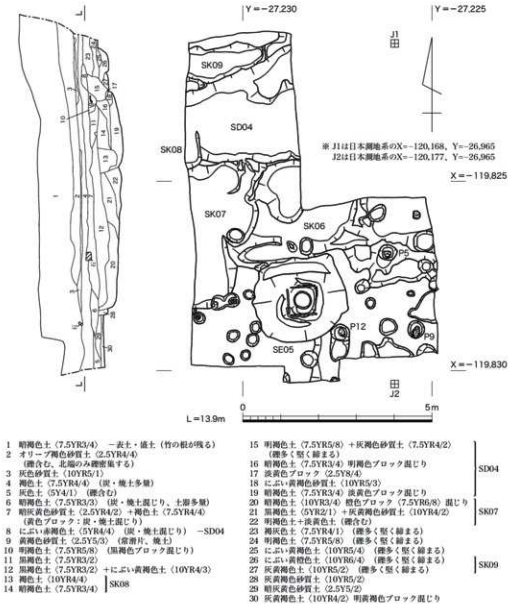 Y=-27,230
Y=-27,225
L
J1
SK09
SD04
SK08
※ J1は日本測地系のX=-120,168、Y=-26,965
J2は日本測地系のX=-120,177、Y=-26,965
X=-119,825
SK07
SK06
P5
P12
P9
SE05
X=-119,830
J2
L
L=13.9m
0
5m
1 暗褐色土（7.5YR3/4） －表土・盛土（竹の根が残る）
2 オリーブ褐色砂質土（2.5Y4/4）
（礫含む、北端のみ礫密集する）
3 灰色砂質土（10YR5/1）
4 褐色土（7.5YR4/4）（炭・焼土多量）
5 灰色土（5Y4/1）（礫含む）
6 暗褐色土（7.5YR3/3）（炭・焼土混じり、土器多量）
7 暗灰黄色砂質土（2.5Y4/2）＋褐色土（7.5Y4/4）
（黄色ブロック：炭・焼土混じり）
8 にぶい赤褐色土（5YR4/4）（炭・焼土混じり） －SD04
9 黄褐色砂質土（2.5Y5/3）（常滑片、焼土）
10 明褐色土（7.5YR5/8）（黒褐色ブロック混じり）
11 黒褐色土（7.5YR3/2）
12 黒褐色土（7.5YR3/2）＋にぶい黄褐色土（10YR4/3）
13 褐色土（10YR4/4）
14 暗褐色土（7.5YR3/4）
SK08
15 明褐色土（7.5YR5/8）＋灰褐色砂質土（7.5YR4/2）
（礫多く堅く締まる）
16 暗褐色土（7.5YR3/4）明褐色ブロック混じり
17 淡黄色ブロック（2.5Y8/4）
18 にぶい黄褐色砂質土（10YR5/3）
19 暗褐色土（7.5YR3/4）淡黄色ブロック混じり
SD04
20 暗褐色土（10YR3/4）橙色ブロック（7.5YR6/8）混じり
21 黒褐色土（5YR2/1）＋灰黄褐色砂質土（10YR4/2）
22 明褐色土＋淡黄色土（礫含む）
SK07
23 褐灰色土（7.5YR4/1）（礫多く堅く締まる）
24 明褐色土（7.5YR5/8）（礫多く堅く締まる）
25 にぶい黄褐色土（10YR5/4）（礫多く堅く締まる）
26 にぶい黄橙色土（10YR6/4）（礫多く堅く締まる）
27 灰黄褐色土（10YR5/2）（礫多く堅く締まる）
28 灰黄褐色砂質土（10YR5/2）
29 暗灰黄色砂質土（2.5Y5/2）
30 灰黄褐色土（10YR4/2）明黄褐色ブロック混じり
SK09